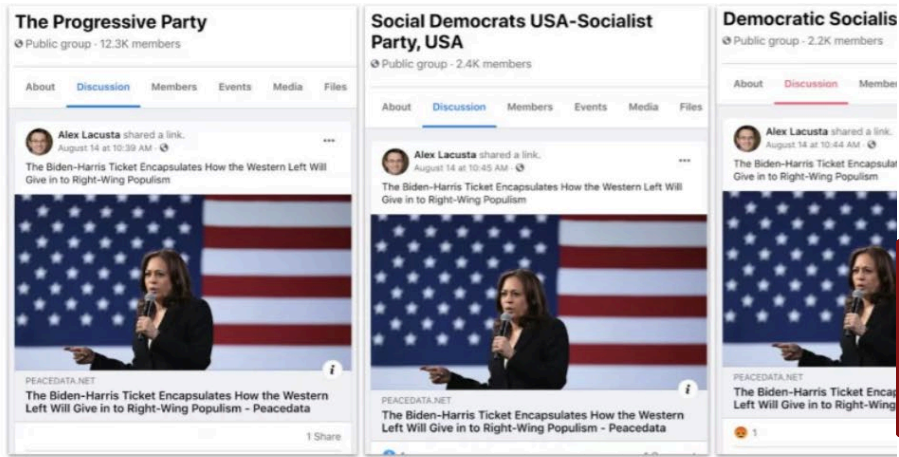 The Progressive Party
Public group · 12.3K members
About Discussion Members Events Media Files
Alex Lacusta shared a link.
August 14 at 10:39 AM ·
The Biden-Harris Ticket Encapsulates How the Western Left Will
Give in to Right-Wing Populism
PEACEDATA.NET
The Biden-Harris Ticket Encapsulates How the Western
Left Will Give in to Right-Wing Populism - Peacedata
1 Share
Social Democrats USA-Socialist
Party, USA
Public group · 2.4K members
About Discussion Members Events Media Files
Alex Lacusta shared a link.
August 14 at 10:45 AM ·
The Biden-Harris Ticket Encapsulates How the Western Left Will
Give in to Right-Wing Populism
PEACEDATA.NET
The Biden-Harris Ticket Encapsulates How the Western
Left Will Give in to Right-Wing Populism - Peacedata
Democratic Socialis
Public group · 2.2K members
About Discussion Member
Alex Lacusta shared a link.
August 14 at 10:44 AM ·
The Biden-Harris Ticket Encapsulat
Give in to Right-Wing Populism
PEACEDATA.NET
The Biden-Harris Ticket Encap
Left Will Give in to Right-Wing
1